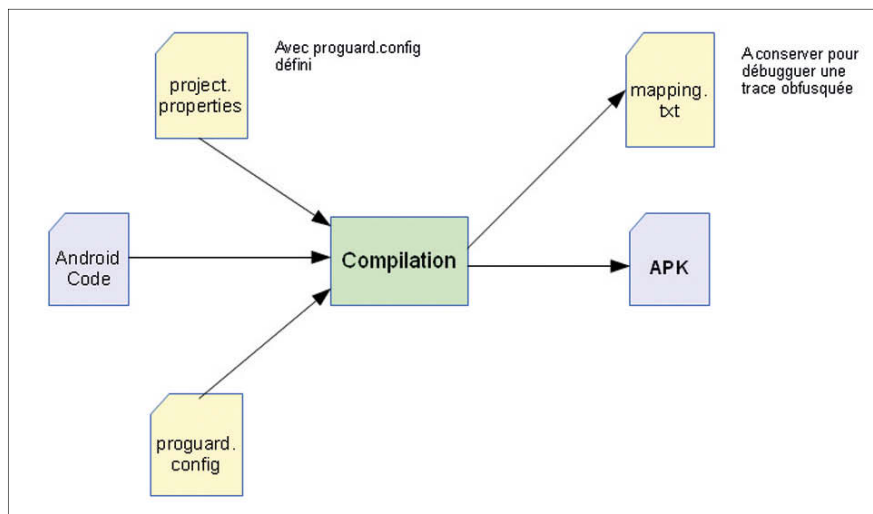 Avec proguard.config
défini
A conserver pour
débugguer une
trace obfusquée
project.
properties
mapping.
txt
Android
Code
Compilation
APK
proguard.
config